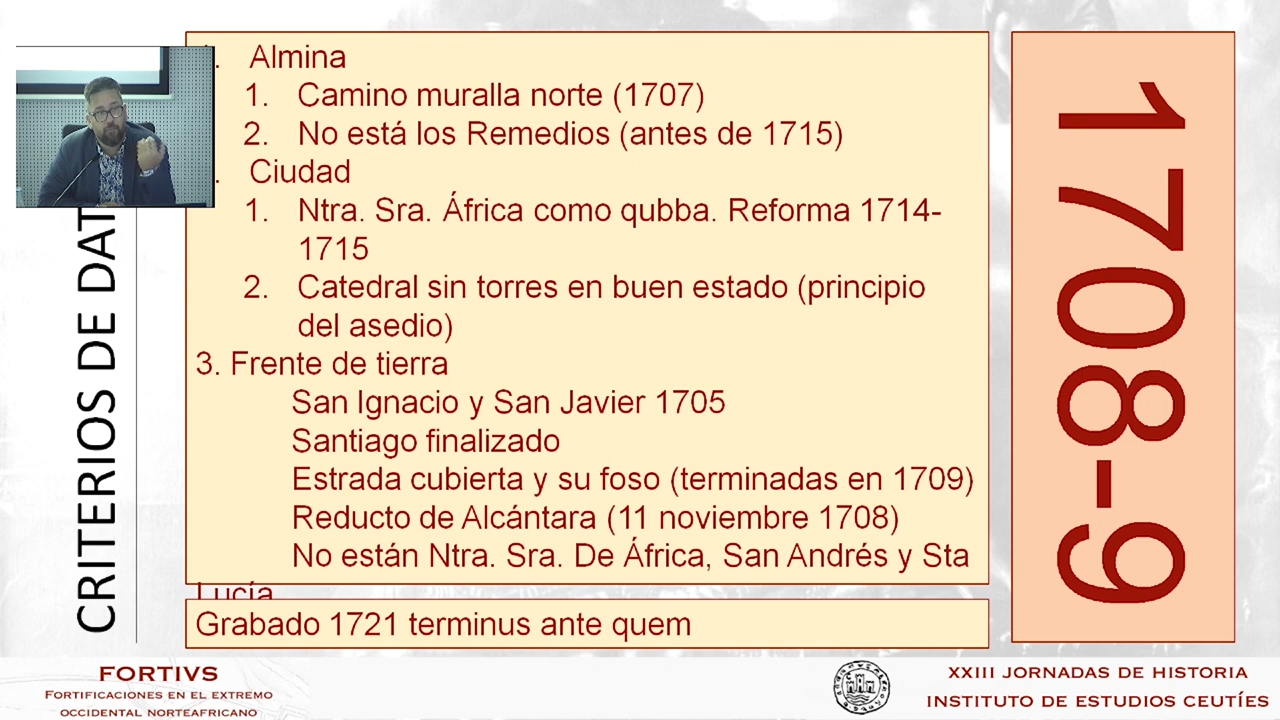 CRITERIOS DE DAT
Almina
1. Camino muralla norte (1707)
2. No está los Remedios (antes de 1715)
Ciudad
1. Ntra. Sra. África como qubba. Reforma 1714-
1715
2. Catedral sin torres en buen estado (principio
del asedio)
3. Frente de tierra
San Ignacio y San Javier 1705
Santiago finalizado
Estrada cubierta y su foso (terminadas en 1709)
Reducto de Alcántara (11 noviembre 1708)
No están Ntra. Sra. De África, San Andrés y Sta
Lucía
Grabado 1721 terminus ante quem
1708-9
FORTIVS
FORTIFICACIONES EN EL EXTREMO
OCCIDENTAL NORTEAFRICANO
XXIII JORNADAS DE HISTORIA
INSTITUTO DE ESTUDIOS CEUTÍES